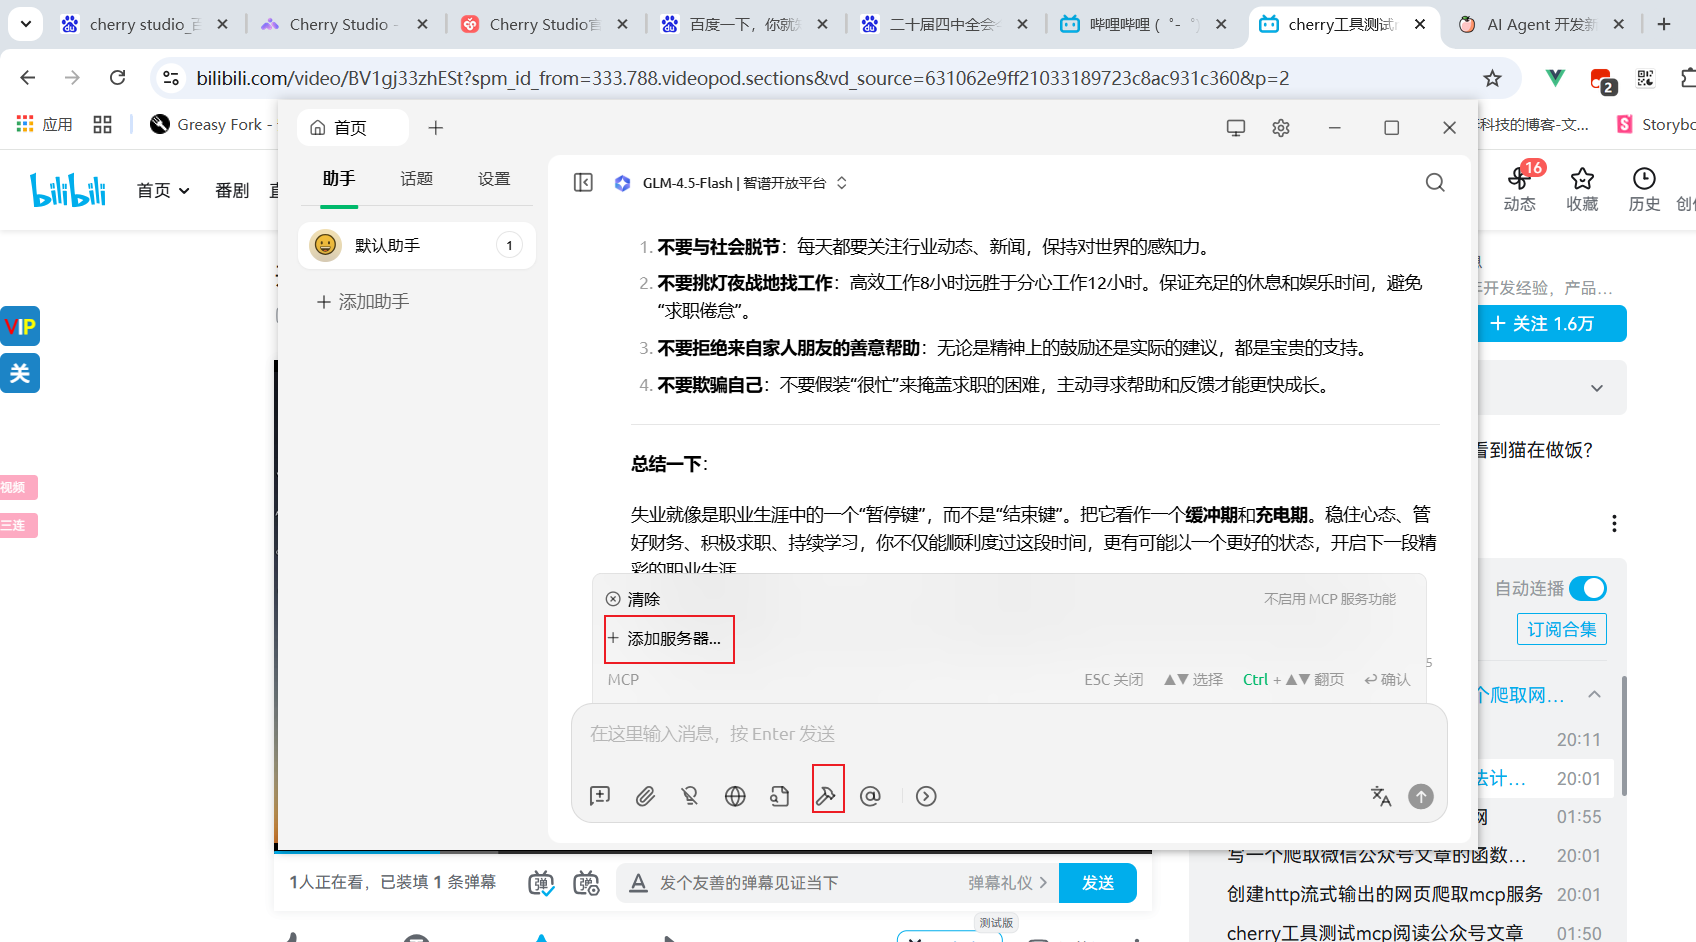 cherry studio_百
Cherry Studio -
Cherry Studio官
百度一下，你就知
二十届四中全会
哔哩哔哩 ( ゜- ゜)
cherry工具测试m
AI Agent 开发新
bilibili.com/video/BV1gj33zhESt?spm_id_from=333.788.videopod.sections&vd_source=631062e9ff21033189723c8ac931c360&p=2
2
应用
Greasy Fork -
科技的博客-文...
Storybo
首页
bilibili
首页
番剧
16
动态
收藏
历史
创作
助手
话题
设置
GLM-4.5-Flash | 智谱开放平台
默认助手
1
添加助手
1. 不要与社会脱节：每天都要关注行业动态、新闻，保持对世界的感知力。
2. 不要挑灯夜战地找工作：高效工作8小时远胜于分心工作12小时。保证充足的休息和娱乐时间，避免
“求职倦怠”。
3. 不要拒绝来自家人朋友的善意帮助：无论是精神上的鼓励还是实际的建议，都是宝贵的支持。
4. 不要欺骗自己：不要假装“很忙”来掩盖求职的困难，主动寻求帮助和反馈才能更快成长。
总结一下：
失业就像是职业生涯中的一个“暂停键”，而不是“结束键”。把它看作一个缓冲期和充电期。稳住心态、管
好财务、积极求职、持续学习，你不仅能顺利度过这段时间，更有可能以一个更好的状态，开启下一段精
彩的职业生涯
清除
不启用 MCP 服务功能
+ 添加服务器...
MCP
ESC 关闭
▲▼ 选择
Ctrl + ▲▼ 翻页
↩ 确认
5
在这里输入消息，按 Enter 发送
VIP
关
视频
三连
开发经验，产品...
+ 关注 1.6万
看到猫在做饭？
自动连播
订阅合集
个爬取网...
20:11
法计...
20:01
网
01:55
写一个爬取微信公众号文章的函数...
20:01
创建http流式输出的网页爬取mcp服务
20:01
cherry工具测试mcp阅读公众号文章
01:50
1人正在看，已装填 1 条弹幕
弹
弹
A
发个友善的弹幕见证当下
弹幕礼仪 >
发送
测试版